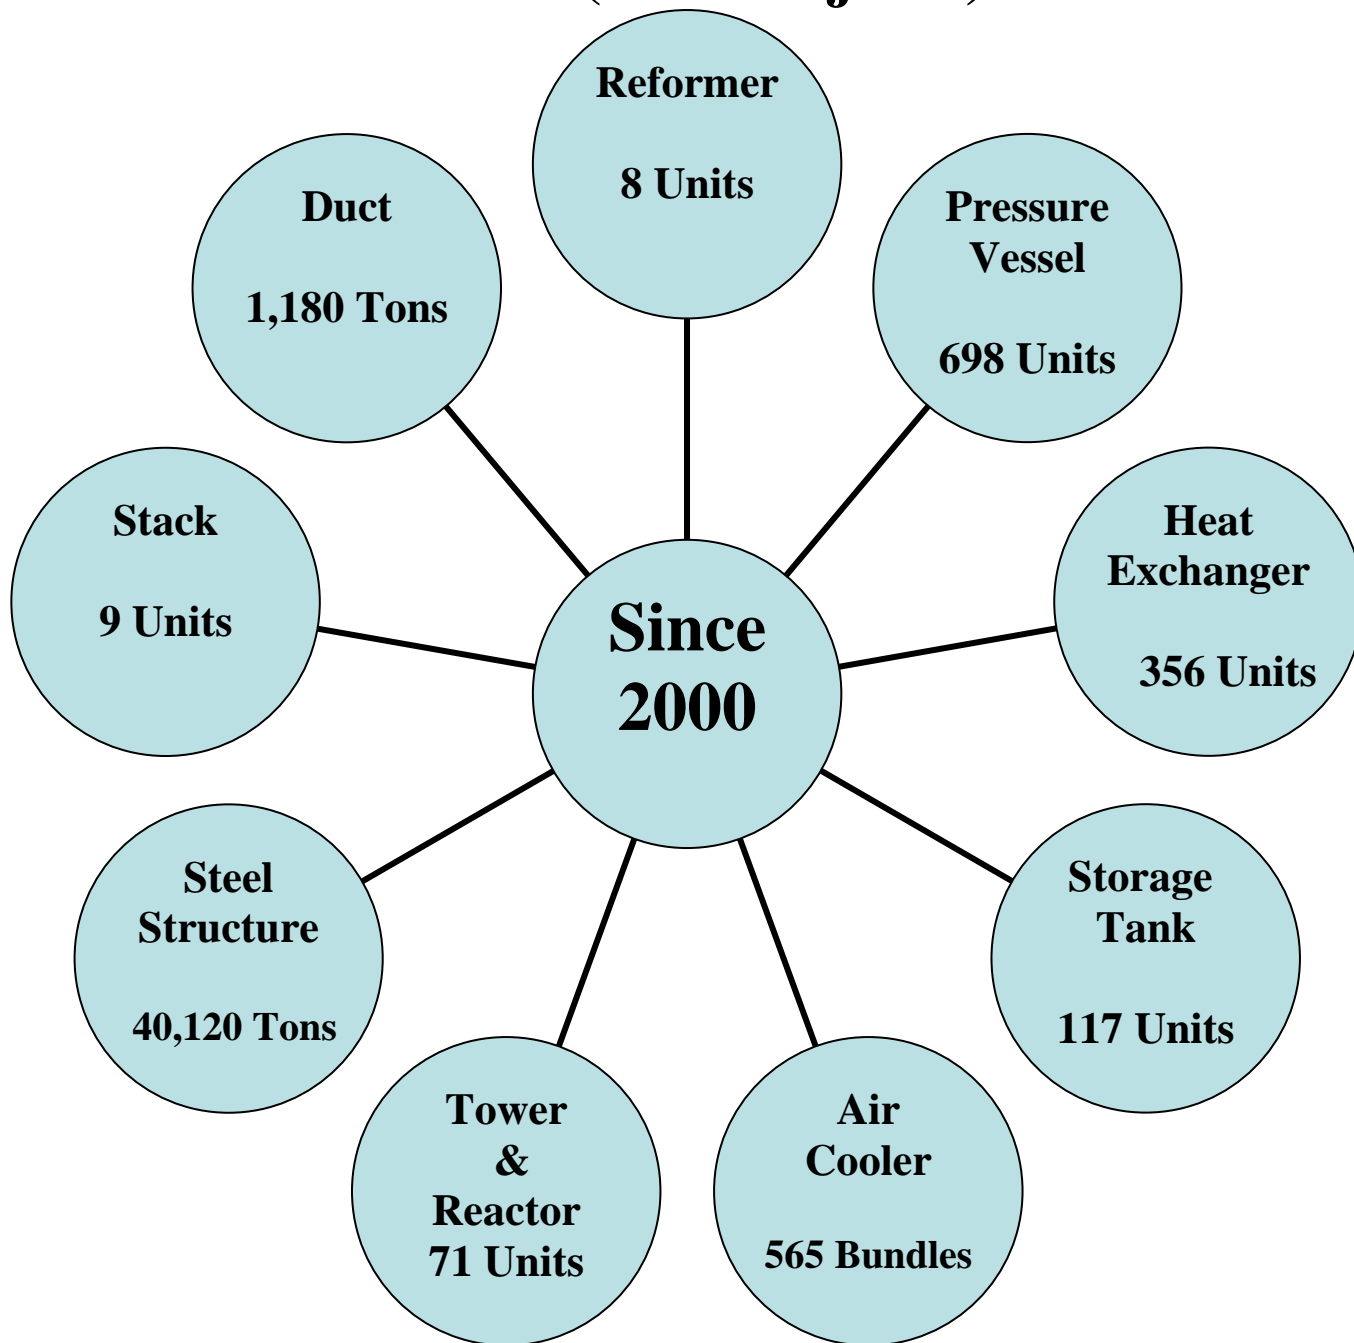 Reformer
8 Units
Pressure
Vessel
698 Units
Heat
Exchanger
356 Units
Storage
Tank
117 Units
Air
Cooler
565 Bundles
Tower
&
Reactor
71 Units
Steel
Structure
40,120 Tons
Stack
9 Units
Duct
1,180 Tons
Since
2000